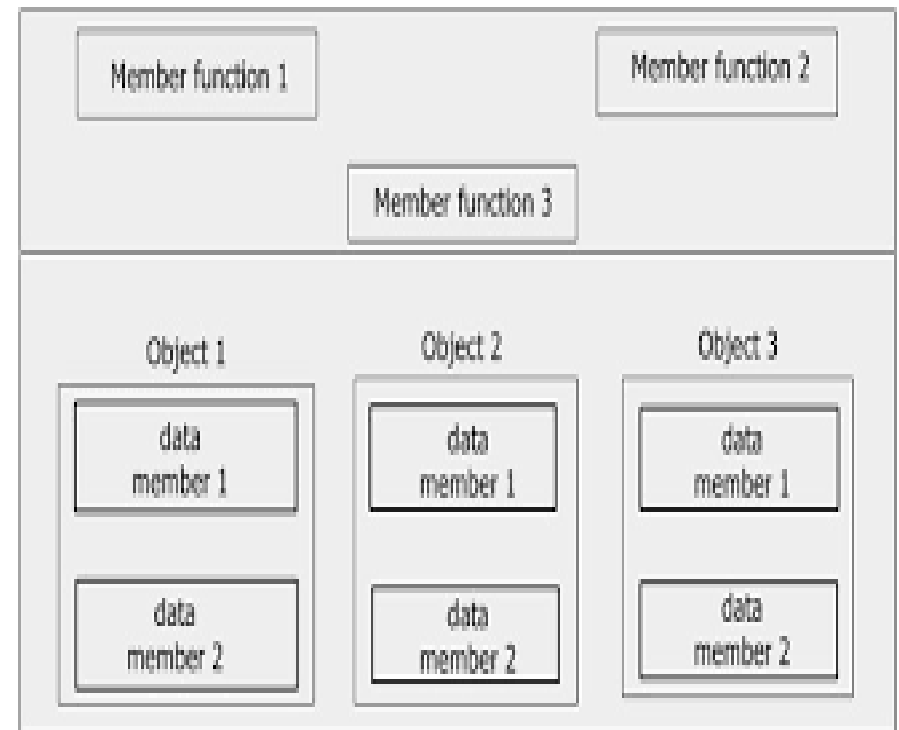 Member function 1
Member function 2
Member function 3
Object 1
Object 2
Object 3
data
member 1
data
member 1
data
member 1
data
member 2
data
member 2
data
member 2